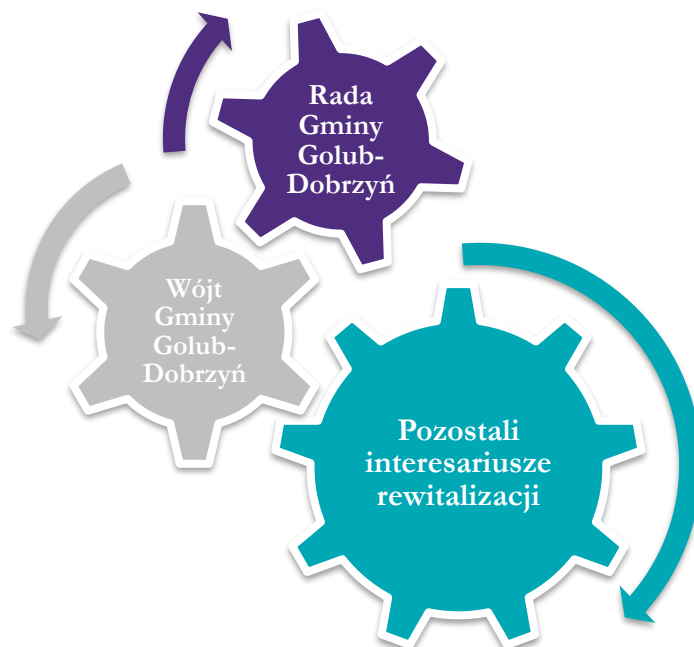 Rada
Gminy
Golub-
Dobrzyń
Wójt
Gminy
Golub-
Dobrzyń
Pozostali
interesariusze
rewitalizacji